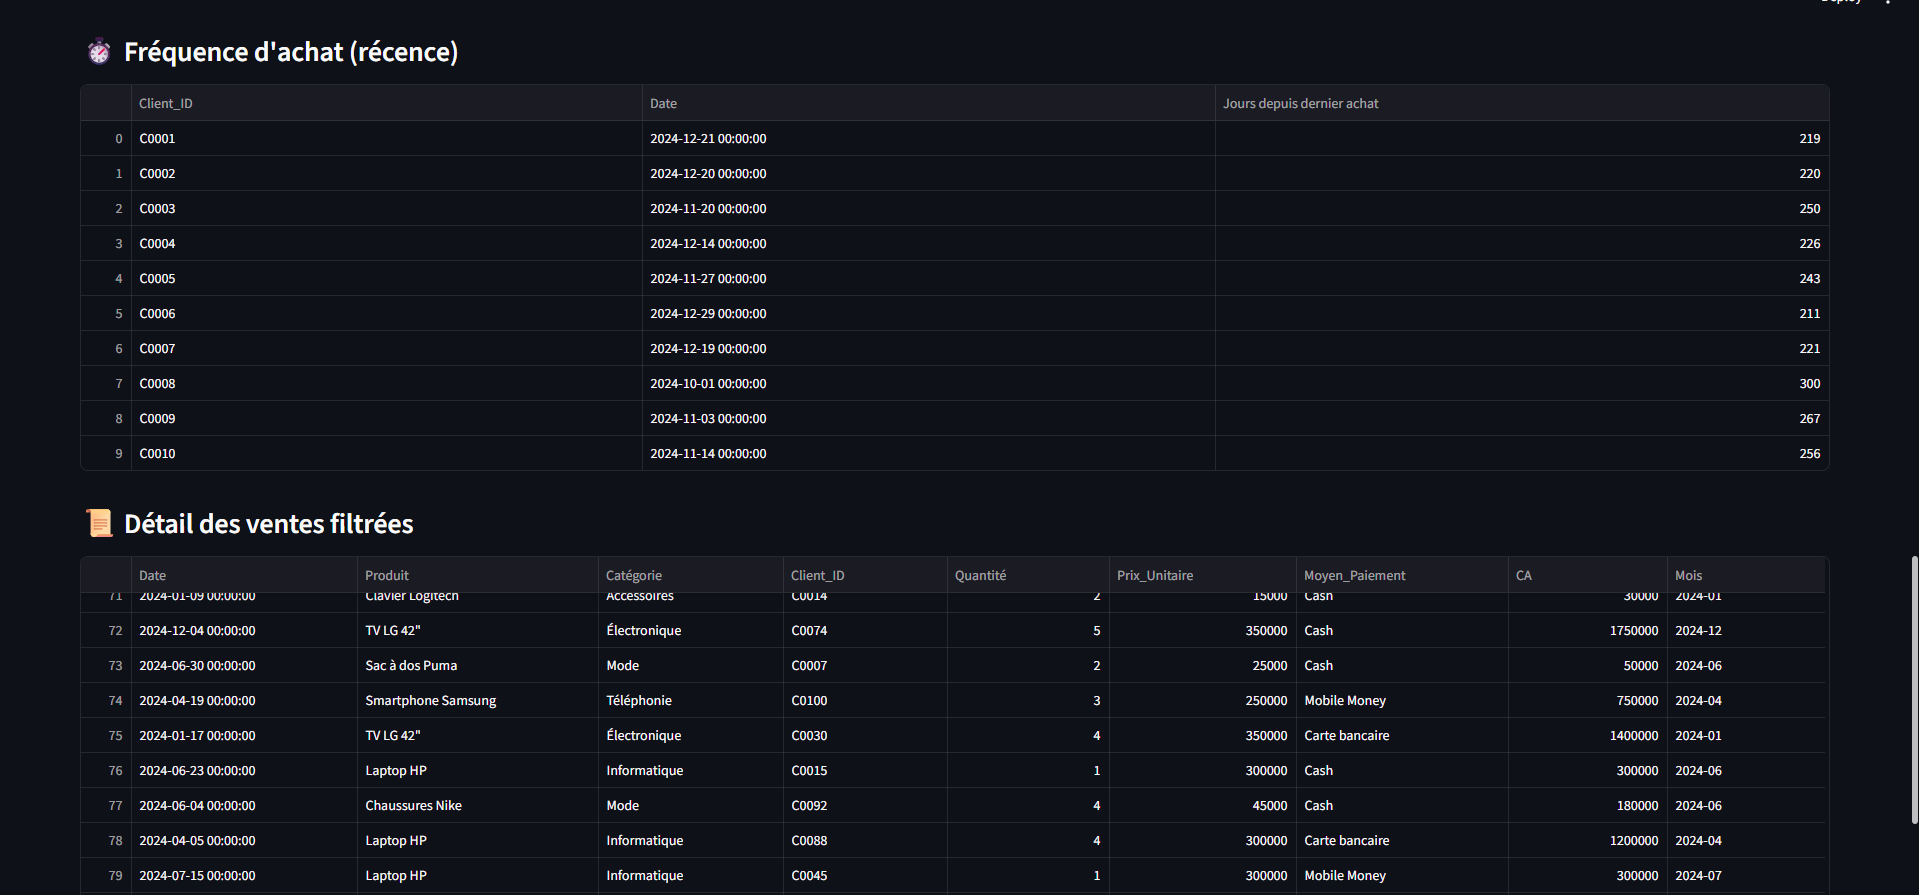 Deploy
Fréquence d'achat (récence)
Client_ID Date Jours depuis dernier achat
0 C0001 2024-12-21 00:00:00 219
1 C0002 2024-12-20 00:00:00 220
2 C0003 2024-11-20 00:00:00 250
3 C0004 2024-12-14 00:00:00 226
4 C0005 2024-11-27 00:00:00 243
5 C0006 2024-12-29 00:00:00 211
6 C0007 2024-12-19 00:00:00 221
7 C0008 2024-10-01 00:00:00 300
8 C0009 2024-11-03 00:00:00 267
9 C0010 2024-11-14 00:00:00 256
Détail des ventes filtrées
Date Produit Catégorie Client_ID Quantité Prix_Unitaire Moyen_Paiement CA Mois
71 2024-01-09 00:00:00 Clavier Logitech Accessoires C0014 2 15000 Cash 30000 2024-01
72 2024-12-04 00:00:00 TV LG 42" Électronique C0074 5 350000 Cash 1750000 2024-12
73 2024-06-30 00:00:00 Sac à dos Puma Mode C0007 2 25000 Cash 50000 2024-06
74 2024-04-19 00:00:00 Smartphone Samsung Téléphonie C0100 3 250000 Mobile Money 750000 2024-04
75 2024-01-17 00:00:00 TV LG 42" Électronique C0030 4 350000 Carte bancaire 1400000 2024-01
76 2024-06-23 00:00:00 Laptop HP Informatique C0015 1 300000 Cash 300000 2024-06
77 2024-06-04 00:00:00 Chaussures Nike Mode C0092 4 45000 Cash 180000 2024-06
78 2024-04-05 00:00:00 Laptop HP Informatique C0088 4 300000 Carte bancaire 1200000 2024-04
79 2024-07-15 00:00:00 Laptop HP Informatique C0045 1 300000 Mobile Money 300000 2024-07